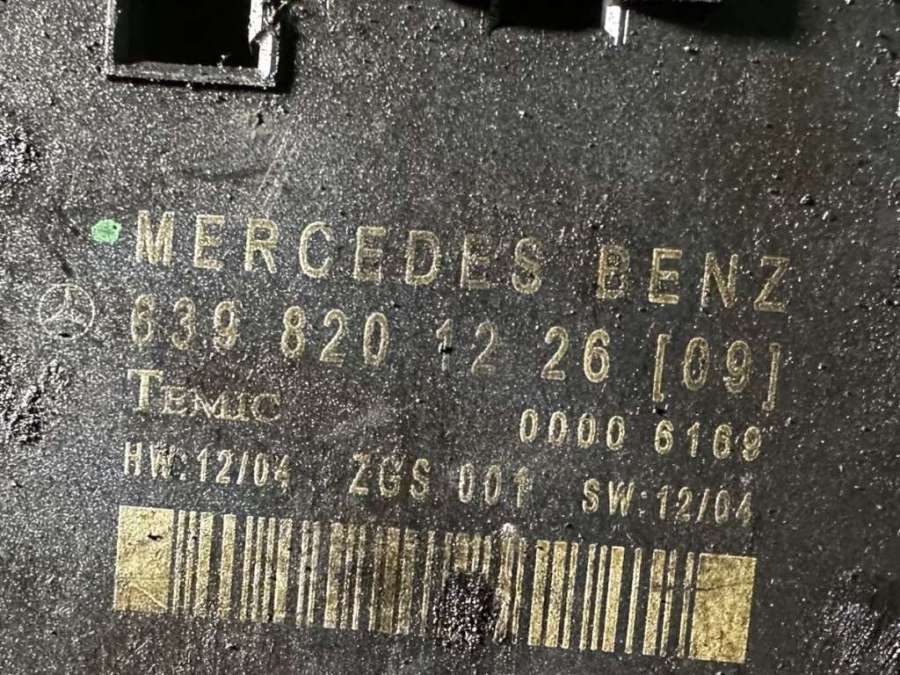 MERCEDES BENZ
639 820 12 26 [09]
TEMIC
0000 6169
HW:12/04 ZGS 001 SW:12/04